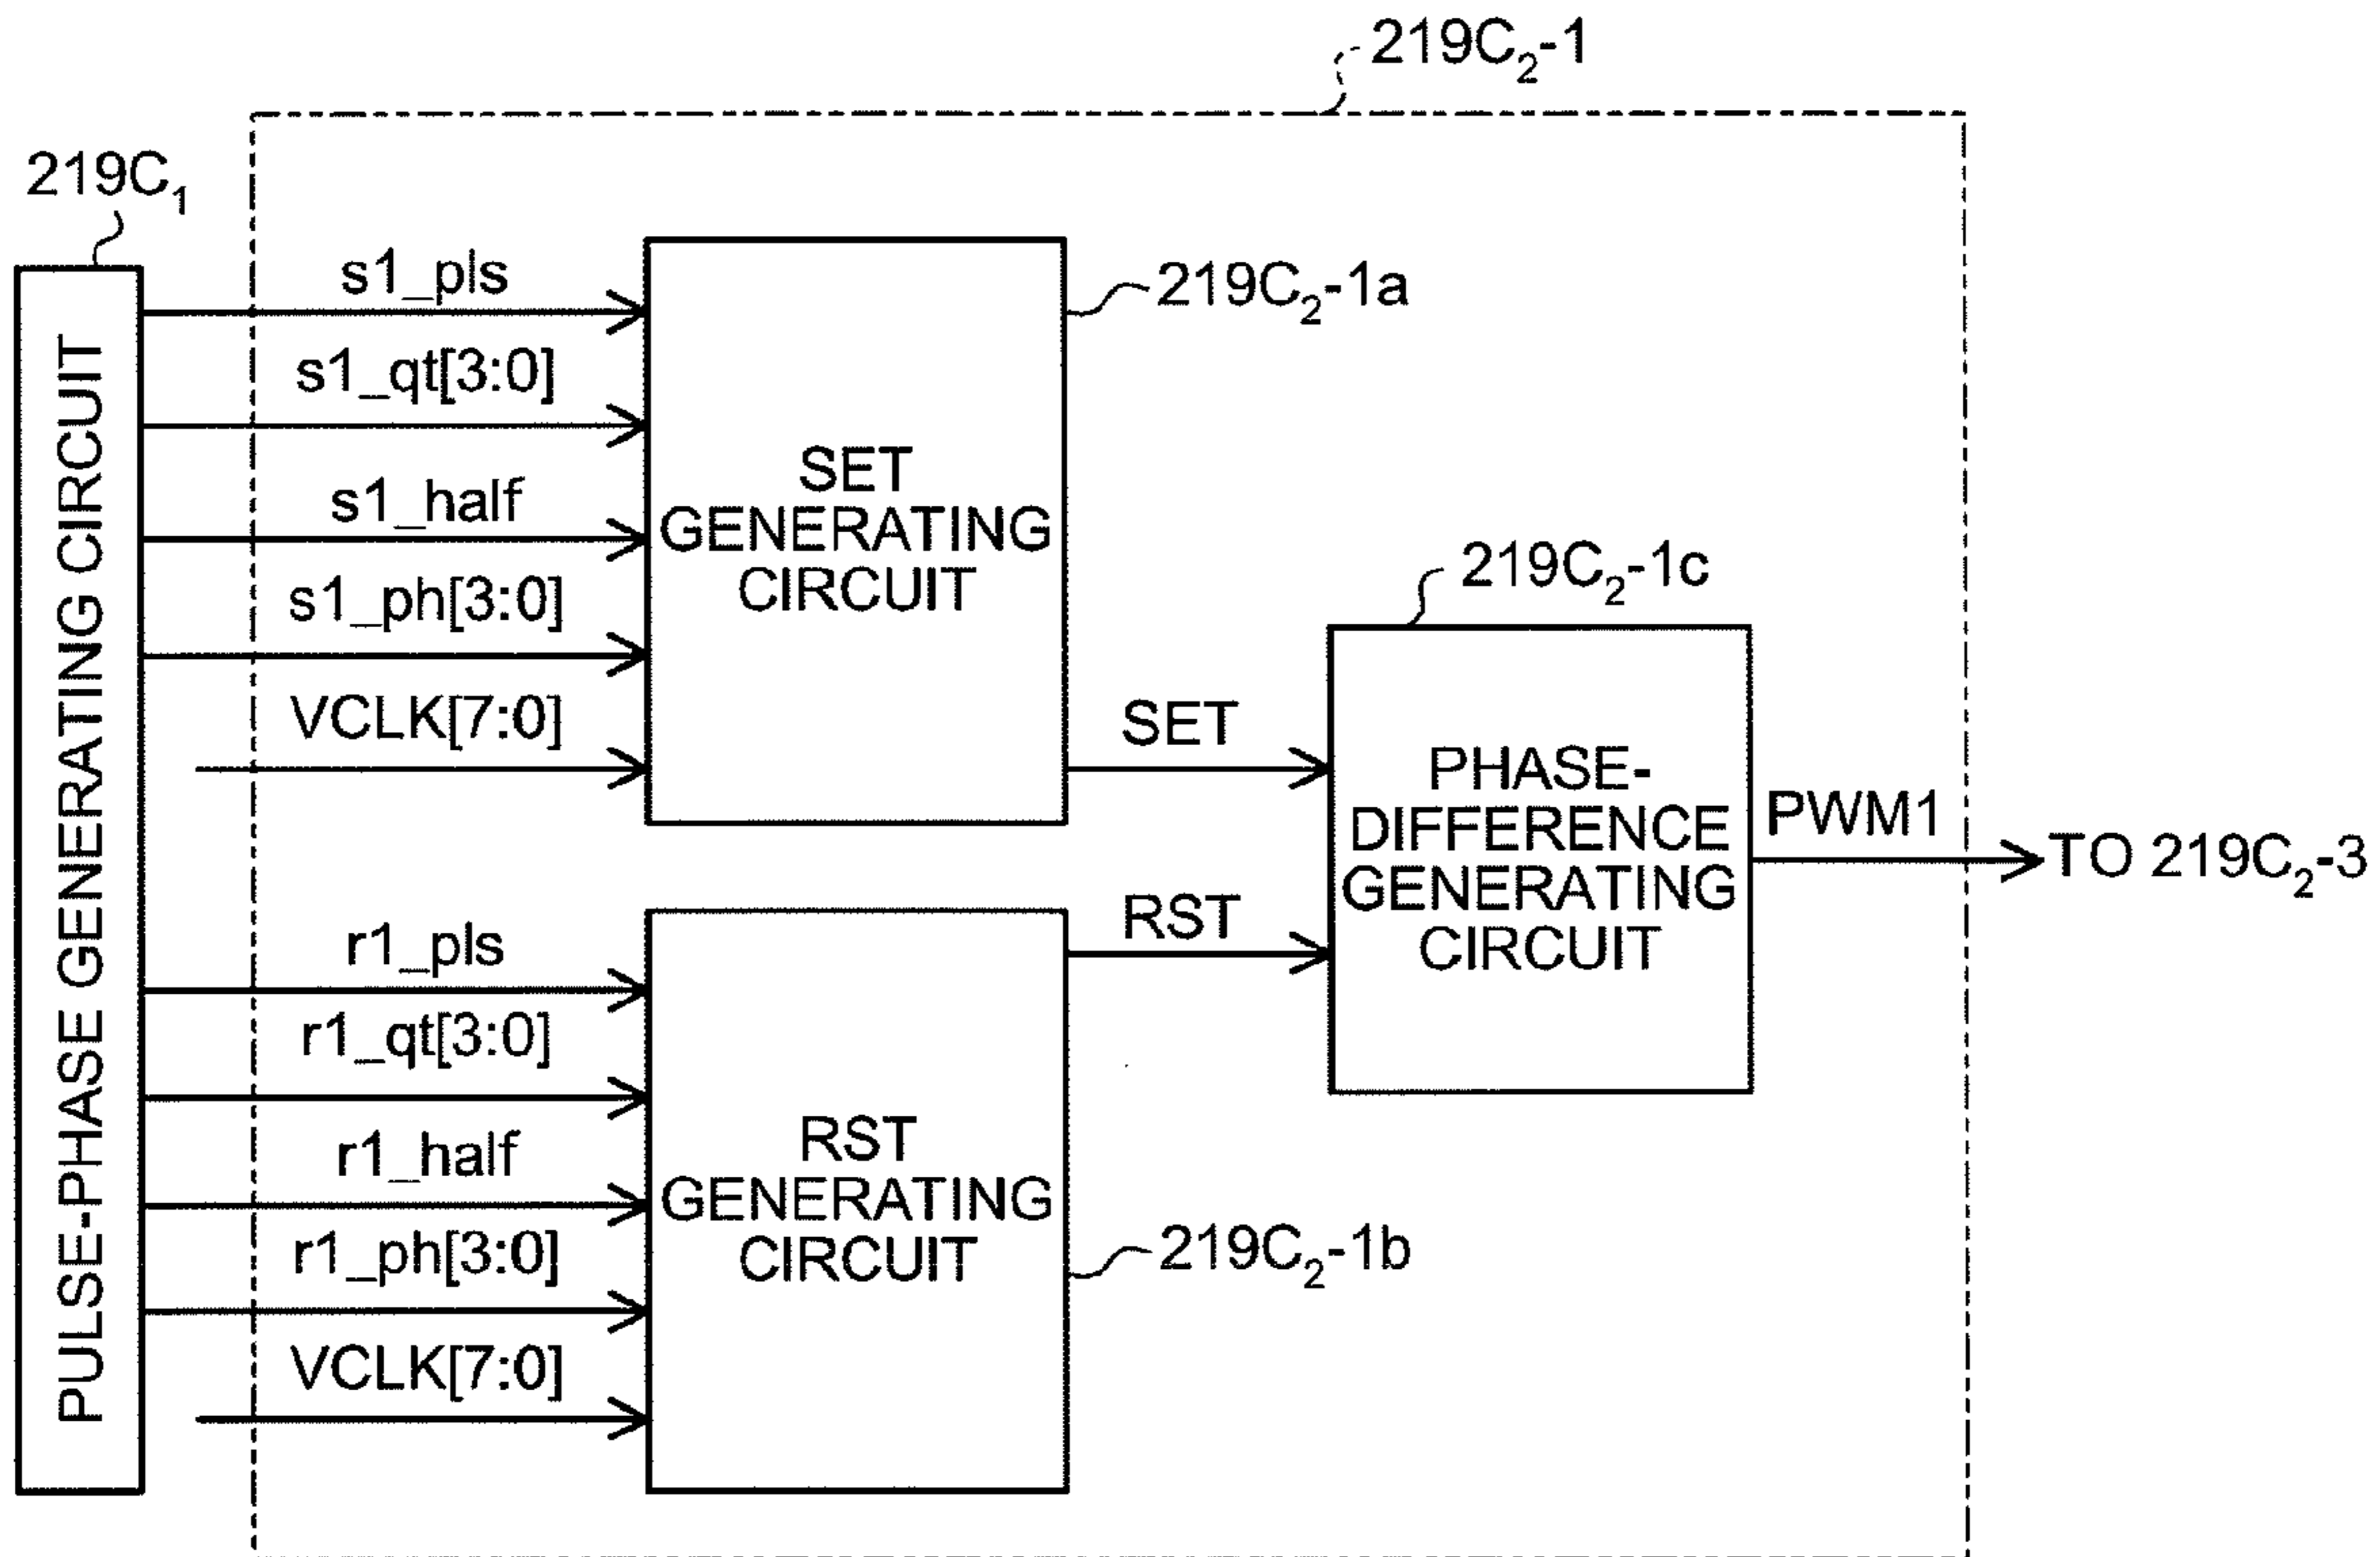 219C₂-1
219C₁
PULSE-PHASE GENERATING CIRCUIT
s1_pls
s1_qt[3:0]
s1_half
s1_ph[3:0]
VCLK[7:0]
SET
GENERATING
CIRCUIT
219C₂-1a
r1_pls
r1_qt[3:0]
r1_half
r1_ph[3:0]
VCLK[7:0]
RST
GENERATING
CIRCUIT
219C₂-1b
SET
RST
219C₂-1c
PHASE-
DIFFERENCE
GENERATING
CIRCUIT
PWM1
TO 219C₂-3